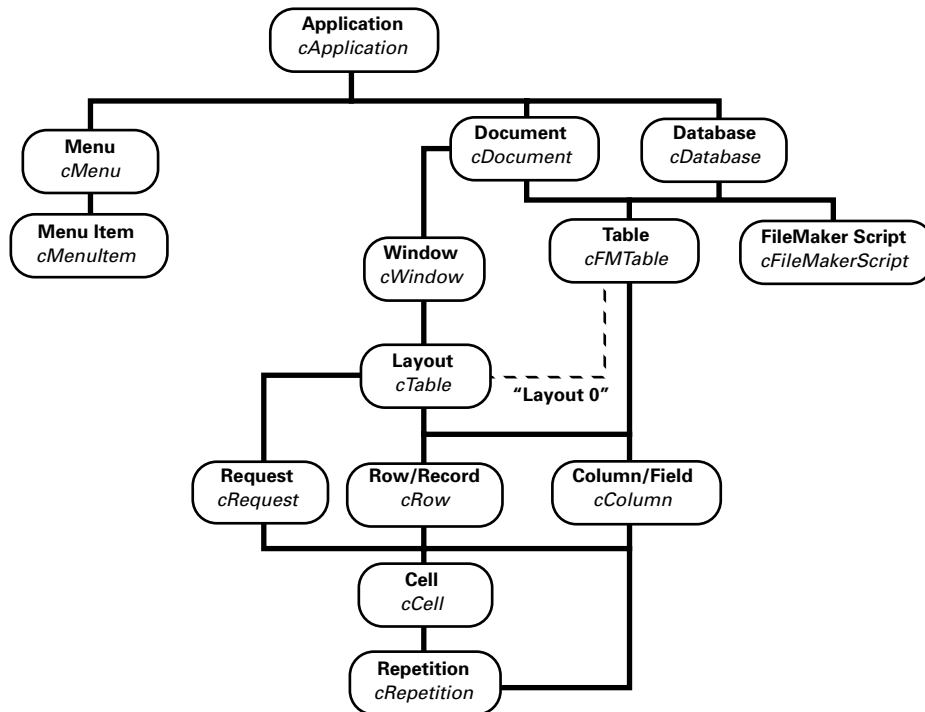 Application
cApplication
Menu
cMenu
Document
cDocument
Database
cDatabase
Menu Item
cMenuItem
Window
cWindow
Table
cFMTable
FileMaker Script
cFileMakerScript
Layout
cTable
“Layout 0”
Request
cRequest
Row/Record
cRow
Column/Field
cColumn
Cell
cCell
Repetition
cRepetition